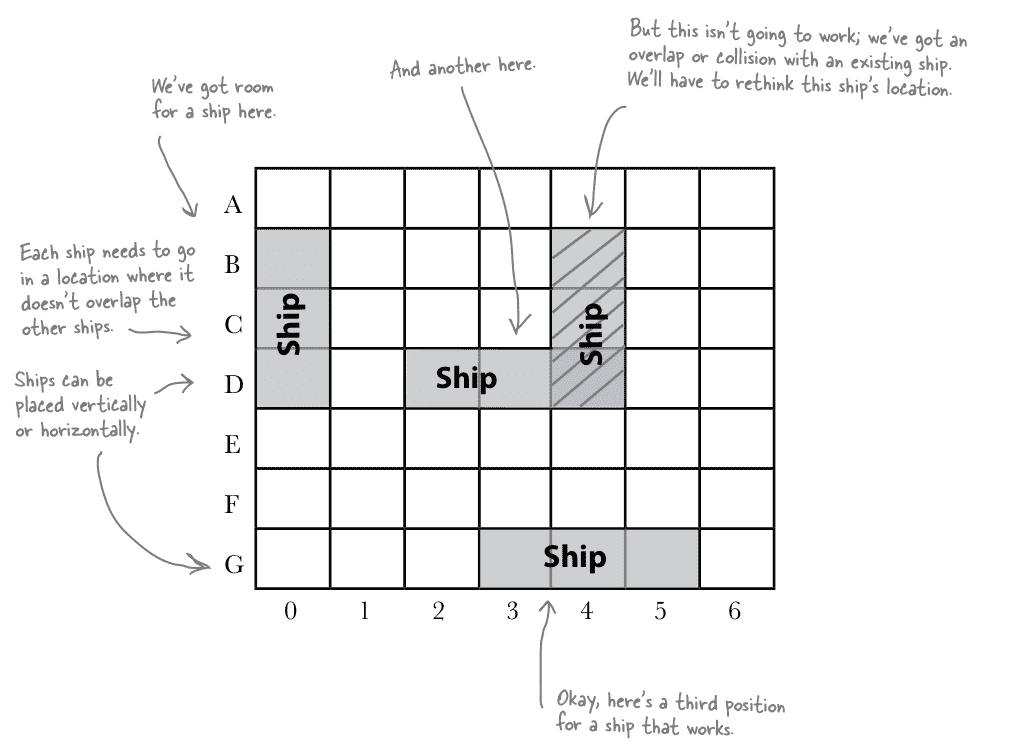 But this isn't going to work; we've got an
overlap or collision with an existing ship.
We'll have to rethink this ship's location.
And another here.
We've got room
for a ship here.
A
Each ship needs to go
in a location where it
doesn't overlap the
other ships.
B
C
Ship
Ship
Ships can be
placed vertically
or horizontally.
D
Ship
E
F
G
Ship
0 1 2 3 4 5 6
Okay, here's a third position
for a ship that works.